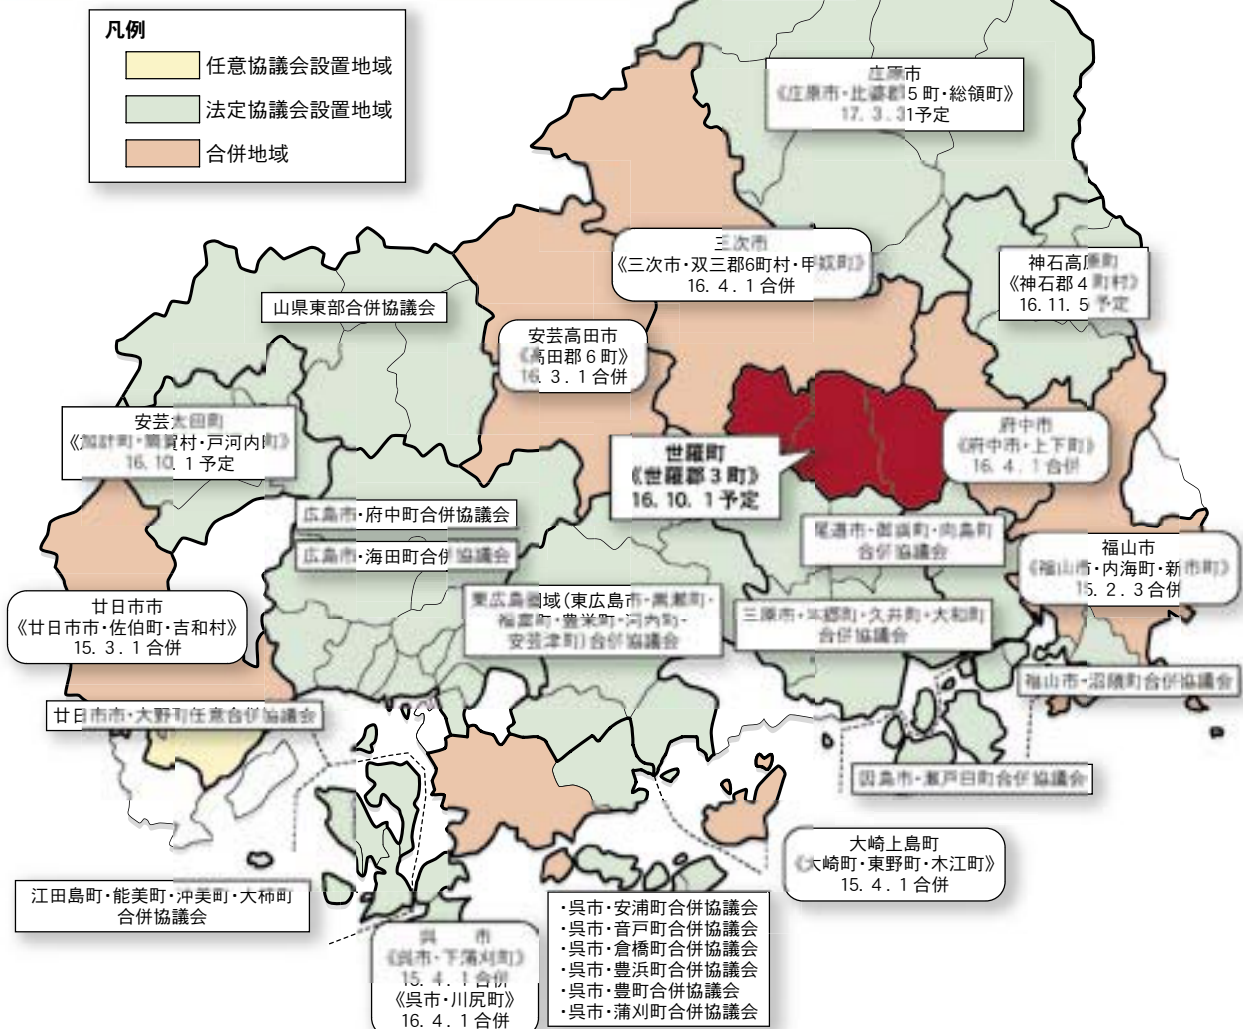 凡例
任意協議会設置地域
法定協議会設置地域
合併地域
庄原市
《庄原市・比婆郡5町・総領町》
17.3.31予定
三次市
《三次市・双三郡6町村・甲奴町》
16.4.1合併
神石高原町
《神石郡4町村》
16.11.5予定
山県東部合併協議会
安芸高田市
《高田郡6町》
16.3.1合併
安芸太田町
《加計町・筒賀村・戸河内町》
16.10.1予定
府中市
《府中市・上下町》
16.4.1合併
世羅町
《世羅郡3町》
16.10.1予定
広島市・府中町合併協議会
広島市・海田町合併協議会
尾道市・御調町・向島町
合併協議会
福山市
《福山市・内海町・新市町》
15.2.3合併
廿日市市
《廿日市市・佐伯町・吉和村》
15.3.1合併
東広島圏域(東広島市・黒瀬町・
福富町・豊栄町・河内町・
安芸津町)合併協議会
三原市・本郷町・久井町・大和町
合併協議会
福山市・沼隈町合併協議会
廿日市市・大野町任意合併協議会
因島市・瀬戸田町合併協議会
大崎上島町
《大崎町・東野町・木江町》
15.4.1合併
江田島町・能美町・沖美町・大柿町
合併協議会
呉 市
《呉市・下蒲刈町》
15.4.1合併
《呉市・川尻町》
16.4.1合併
・呉市・安浦町合併協議会
・呉市・音戸町合併協議会
・呉市・倉橋町合併協議会
・呉市・豊浜町合併協議会
・呉市・豊町合併協議会
・呉市・蒲刈町合併協議会